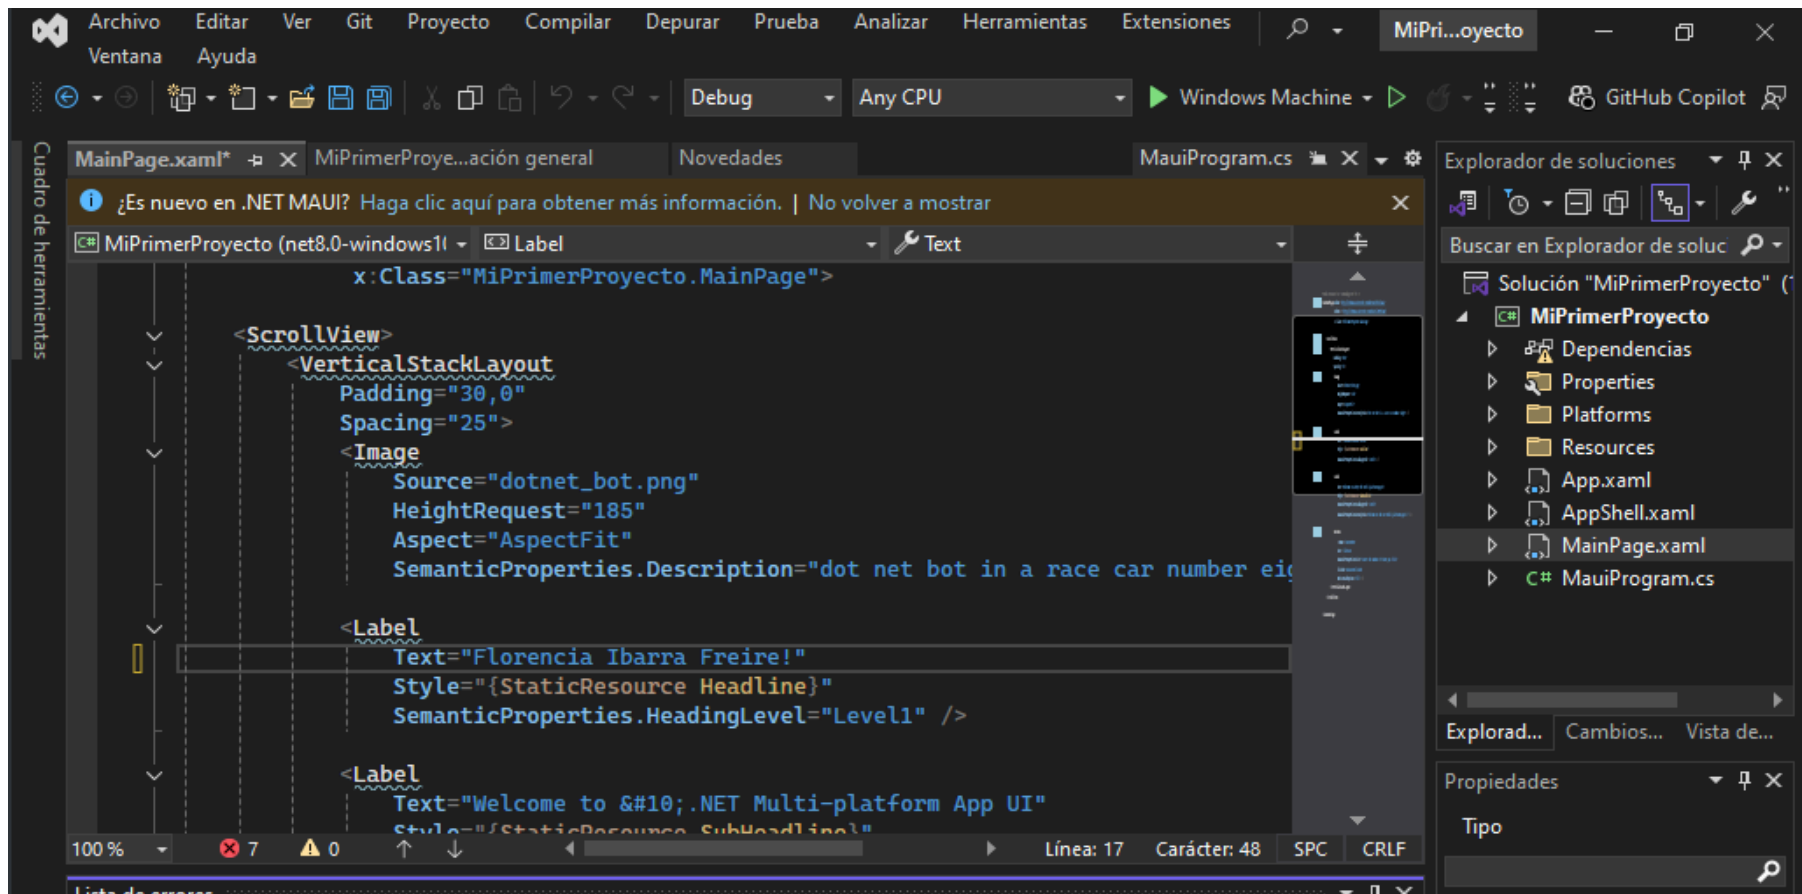 Archivo Editar Ver Git Proyecto Compilar Depurar Prueba Analizar Herramientas Extensiones MiPri...oyecto
Ventana Ayuda
Debug Any CPU Windows Machine GitHub Copilot
Cuadro de herramientas
MainPage.xaml* MiPrimerProye...ación general Novedades MauiProgram.cs
¿Es nuevo en .NET MAUI? Haga clic aquí para obtener más información. | No volver a mostrar
MiPrimerProyecto (net8.0-windows1( Label Text
x:Class="MiPrimerProyecto.MainPage">
<ScrollView>
<VerticalStackLayout
Padding="30,0"
Spacing="25">
<Image
Source="dotnet_bot.png"
HeightRequest="185"
Aspect="AspectFit"
SemanticProperties.Description="dot net bot in a race car number eig
<Label
Text="Florencia Ibarra Freire!"
Style="{StaticResource Headline}"
SemanticProperties.HeadingLevel="Level1" />
<Label
Text="Welcome to &#10;.NET Multi-platform App UI"
Style="{StaticResource SubHeadline}"
100 % 7 0 Línea: 17 Carácter: 48 SPC CRLF
Lista de errores
Explorador de soluciones
Buscar en Explorador de soluci
Solución "MiPrimerProyecto" (
MiPrimerProyecto
Dependencias
Properties
Platforms
Resources
App.xaml
AppShell.xaml
MainPage.xaml
C# MauiProgram.cs
Explorad... Cambios... Vista de...
Propiedades
Tipo